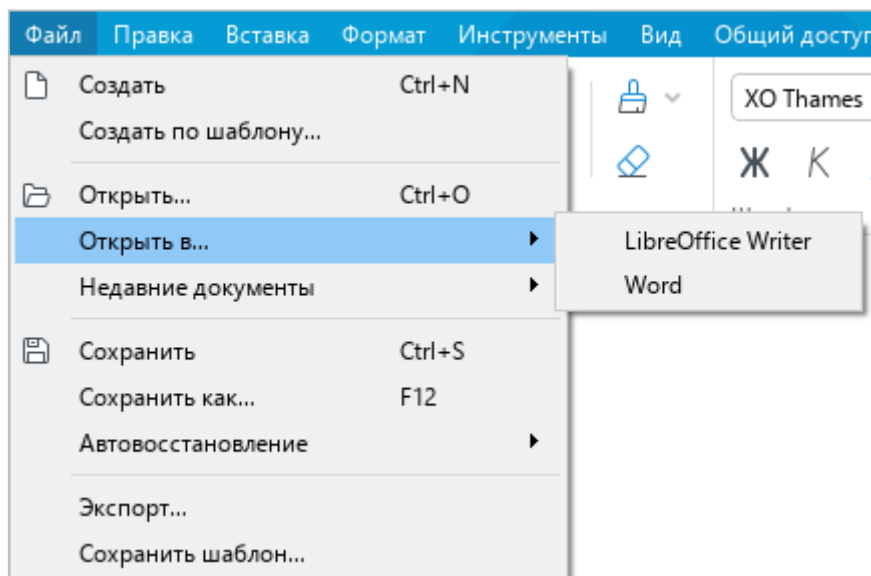 Файл Правка Вставка Формат Инструменты Вид Общий доступ
Создать Ctrl+N
Создать по шаблону...
Открыть... Ctrl+O
Открыть в...
Недавние документы
Сохранить Ctrl+S
Сохранить как... F12
Автовосстановление
Экспорт...
Сохранить шаблон...
LibreOffice Writer
Word
XO Thames
Ж К